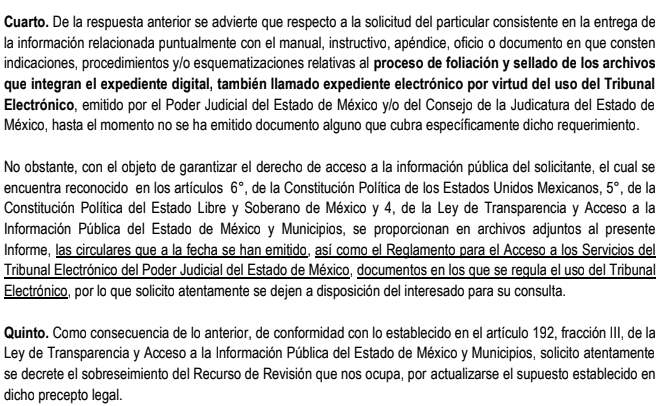 Cuarto. De la respuesta anterior se advierte que respecto a la solicitud del particular consistente en la entrega de
la información relacionada puntualmente con el manual, instructivo, apéndice, oficio o documento en que consten
indicaciones, procedimientos y/o esquematizaciones relativas al proceso de foliación y sellado de los archivos
que integran el expediente digital, también llamado expediente electrónico por virtud del uso del Tribunal
Electrónico, emitido por el Poder Judicial del Estado de México y/o del Consejo de la Judicatura del Estado de
México, hasta el momento no se ha emitido documento alguno que cubra específicamente dicho requerimiento.

No obstante, con el objeto de garantizar el derecho de acceso a la información pública del solicitante, el cual se
encuentra reconocido en los artículos 6°, de la Constitución Política de los Estados Unidos Mexicanos, 5°, de la
Constitución Política del Estado Libre y Soberano de México y 4, de la Ley de Transparencia y Acceso a la
Información Pública del Estado de México y Municipios, se proporcionan en archivos adjuntos al presente
Informe, las circulares que a la fecha se han emitido, así como el Reglamento para el Acceso a los Servicios del
Tribunal Electrónico del Poder Judicial del Estado de México, documentos en los que se regula el uso del Tribunal
Electrónico, por lo que solicito atentamente se dejen a disposición del interesado para su consulta.

Quinto. Como consecuencia de lo anterior, de conformidad con lo establecido en el artículo 192, fracción III, de la
Ley de Transparencia y Acceso a la Información Pública del Estado de México y Municipios, solicito atentamente
se decrete el sobreseimiento del Recurso de Revisión que nos ocupa, por actualizarse el supuesto establecido en
dicho precepto legal.